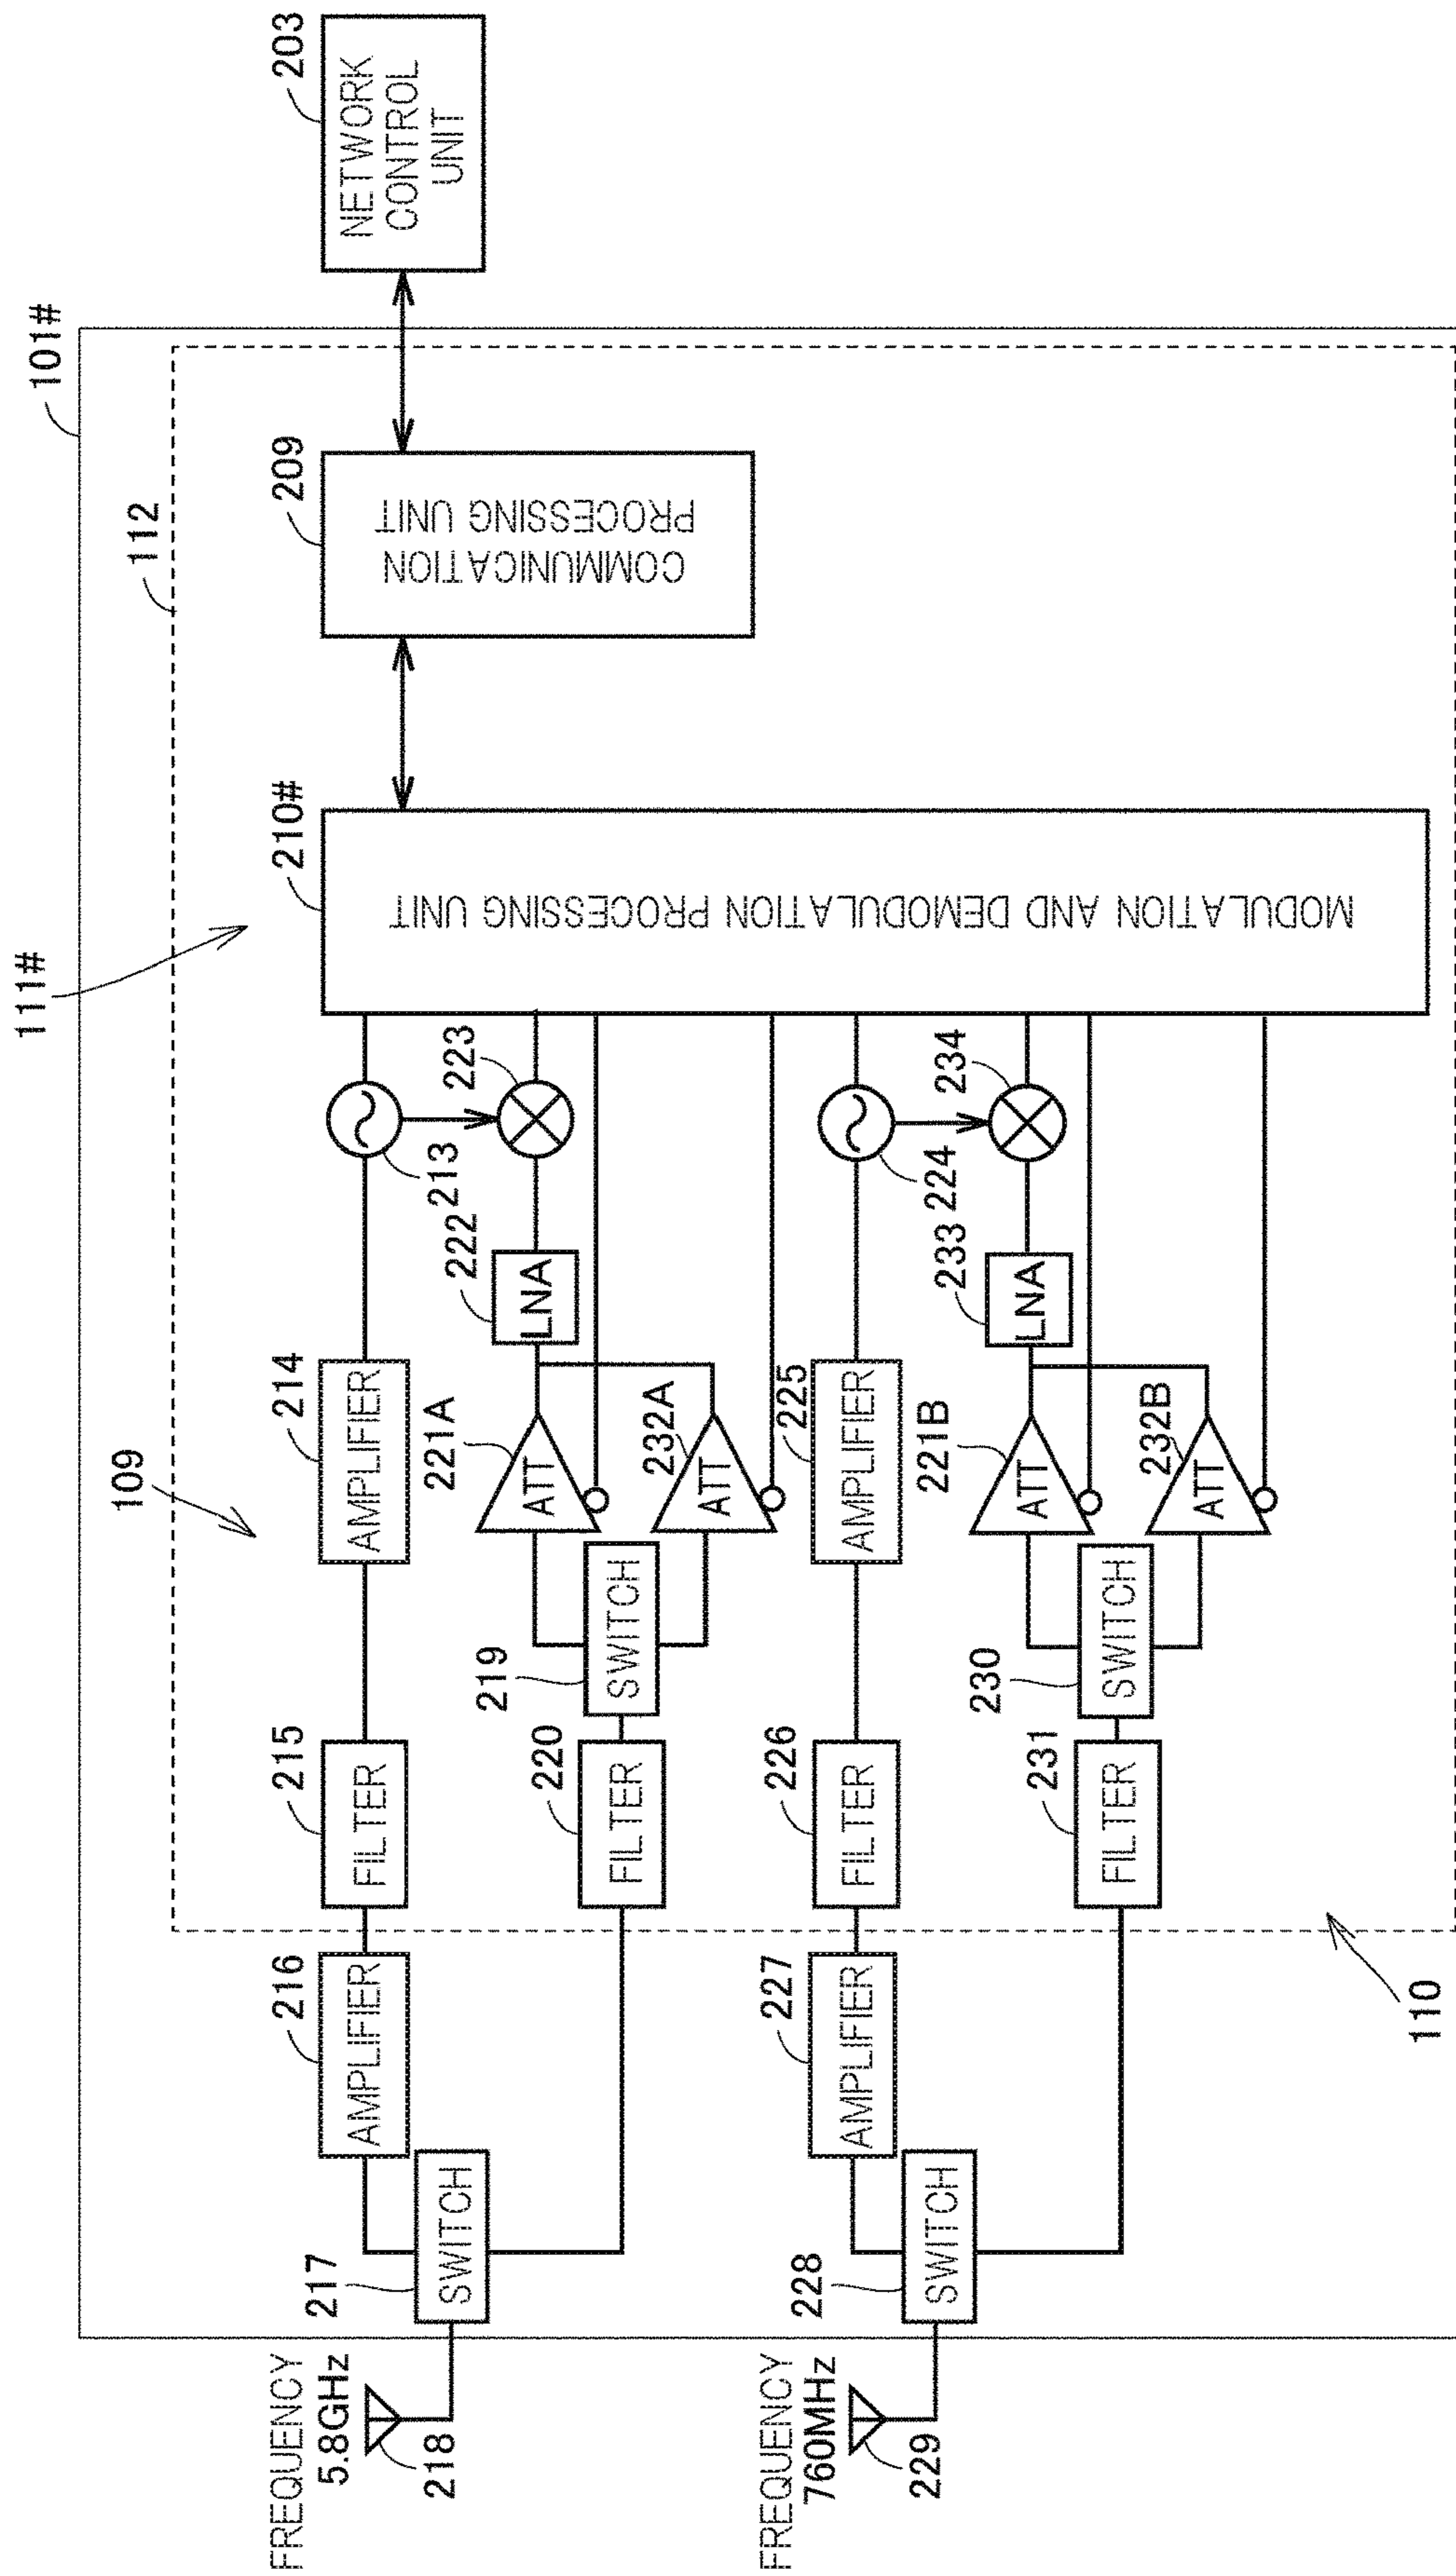 101#
111#
112
109
110
FREQUENCY
5.8GHz
218
217
SWITCH
216
AMPLIFIER
215
FILTER
214
AMPLIFIER
213
220
FILTER
219
SWITCH
221A
ATT
232A
ATT
222
LNA
223
FREQUENCY
760MHz
229
228
SWITCH
227
AMPLIFIER
226
FILTER
225
AMPLIFIER
224
231
FILTER
230
SWITCH
221B
ATT
232B
ATT
233
LNA
234
210#
MODULATION AND DEMODULATION PROCESSING UNIT
209
COMMUNICATION
PROCESSING UNIT
203
NETWORK
CONTROL
UNIT